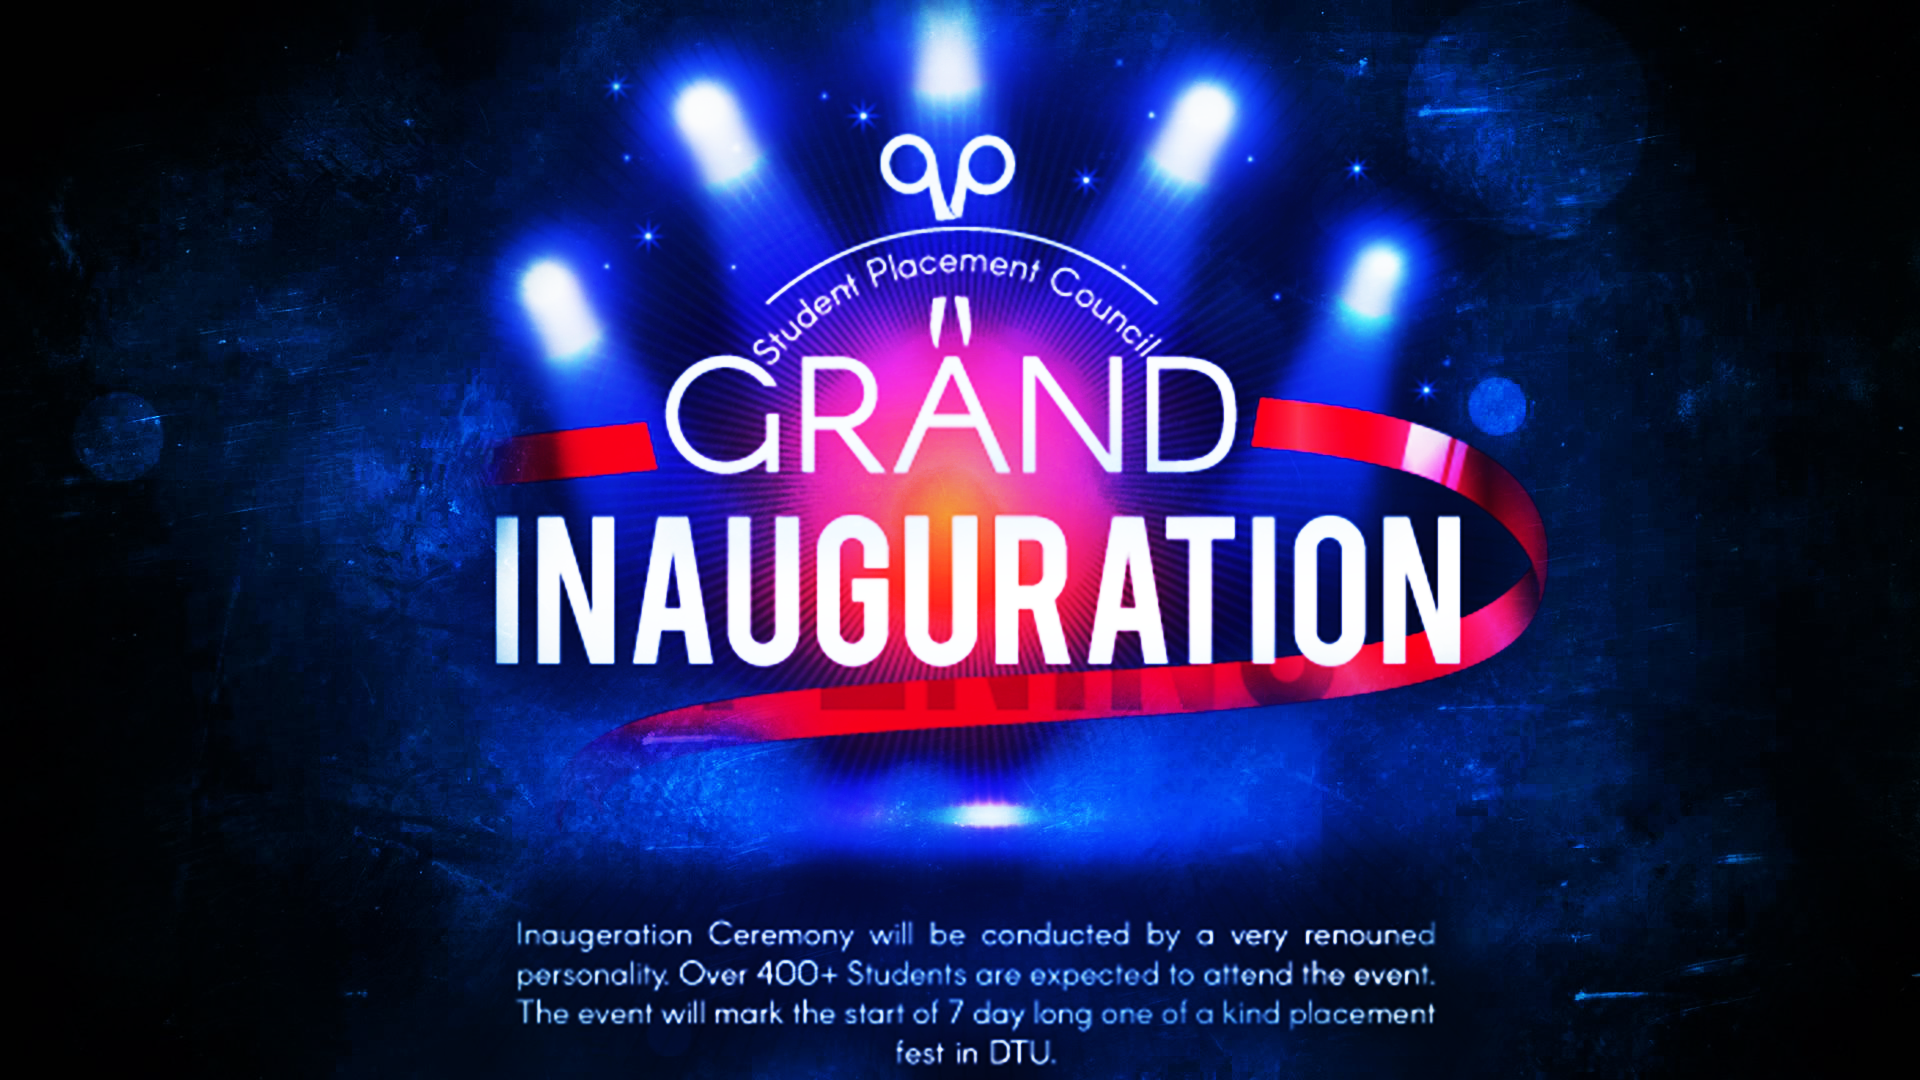 Student Placement Council
GRAND
INAUGURATION
ENING
Inaugeration Ceremony will be conducted by a very renouned
personality. Over 400+ Students are expected to attend the event.
The event will mark the start of 7 day long one of a kind placement
fest in DTU.